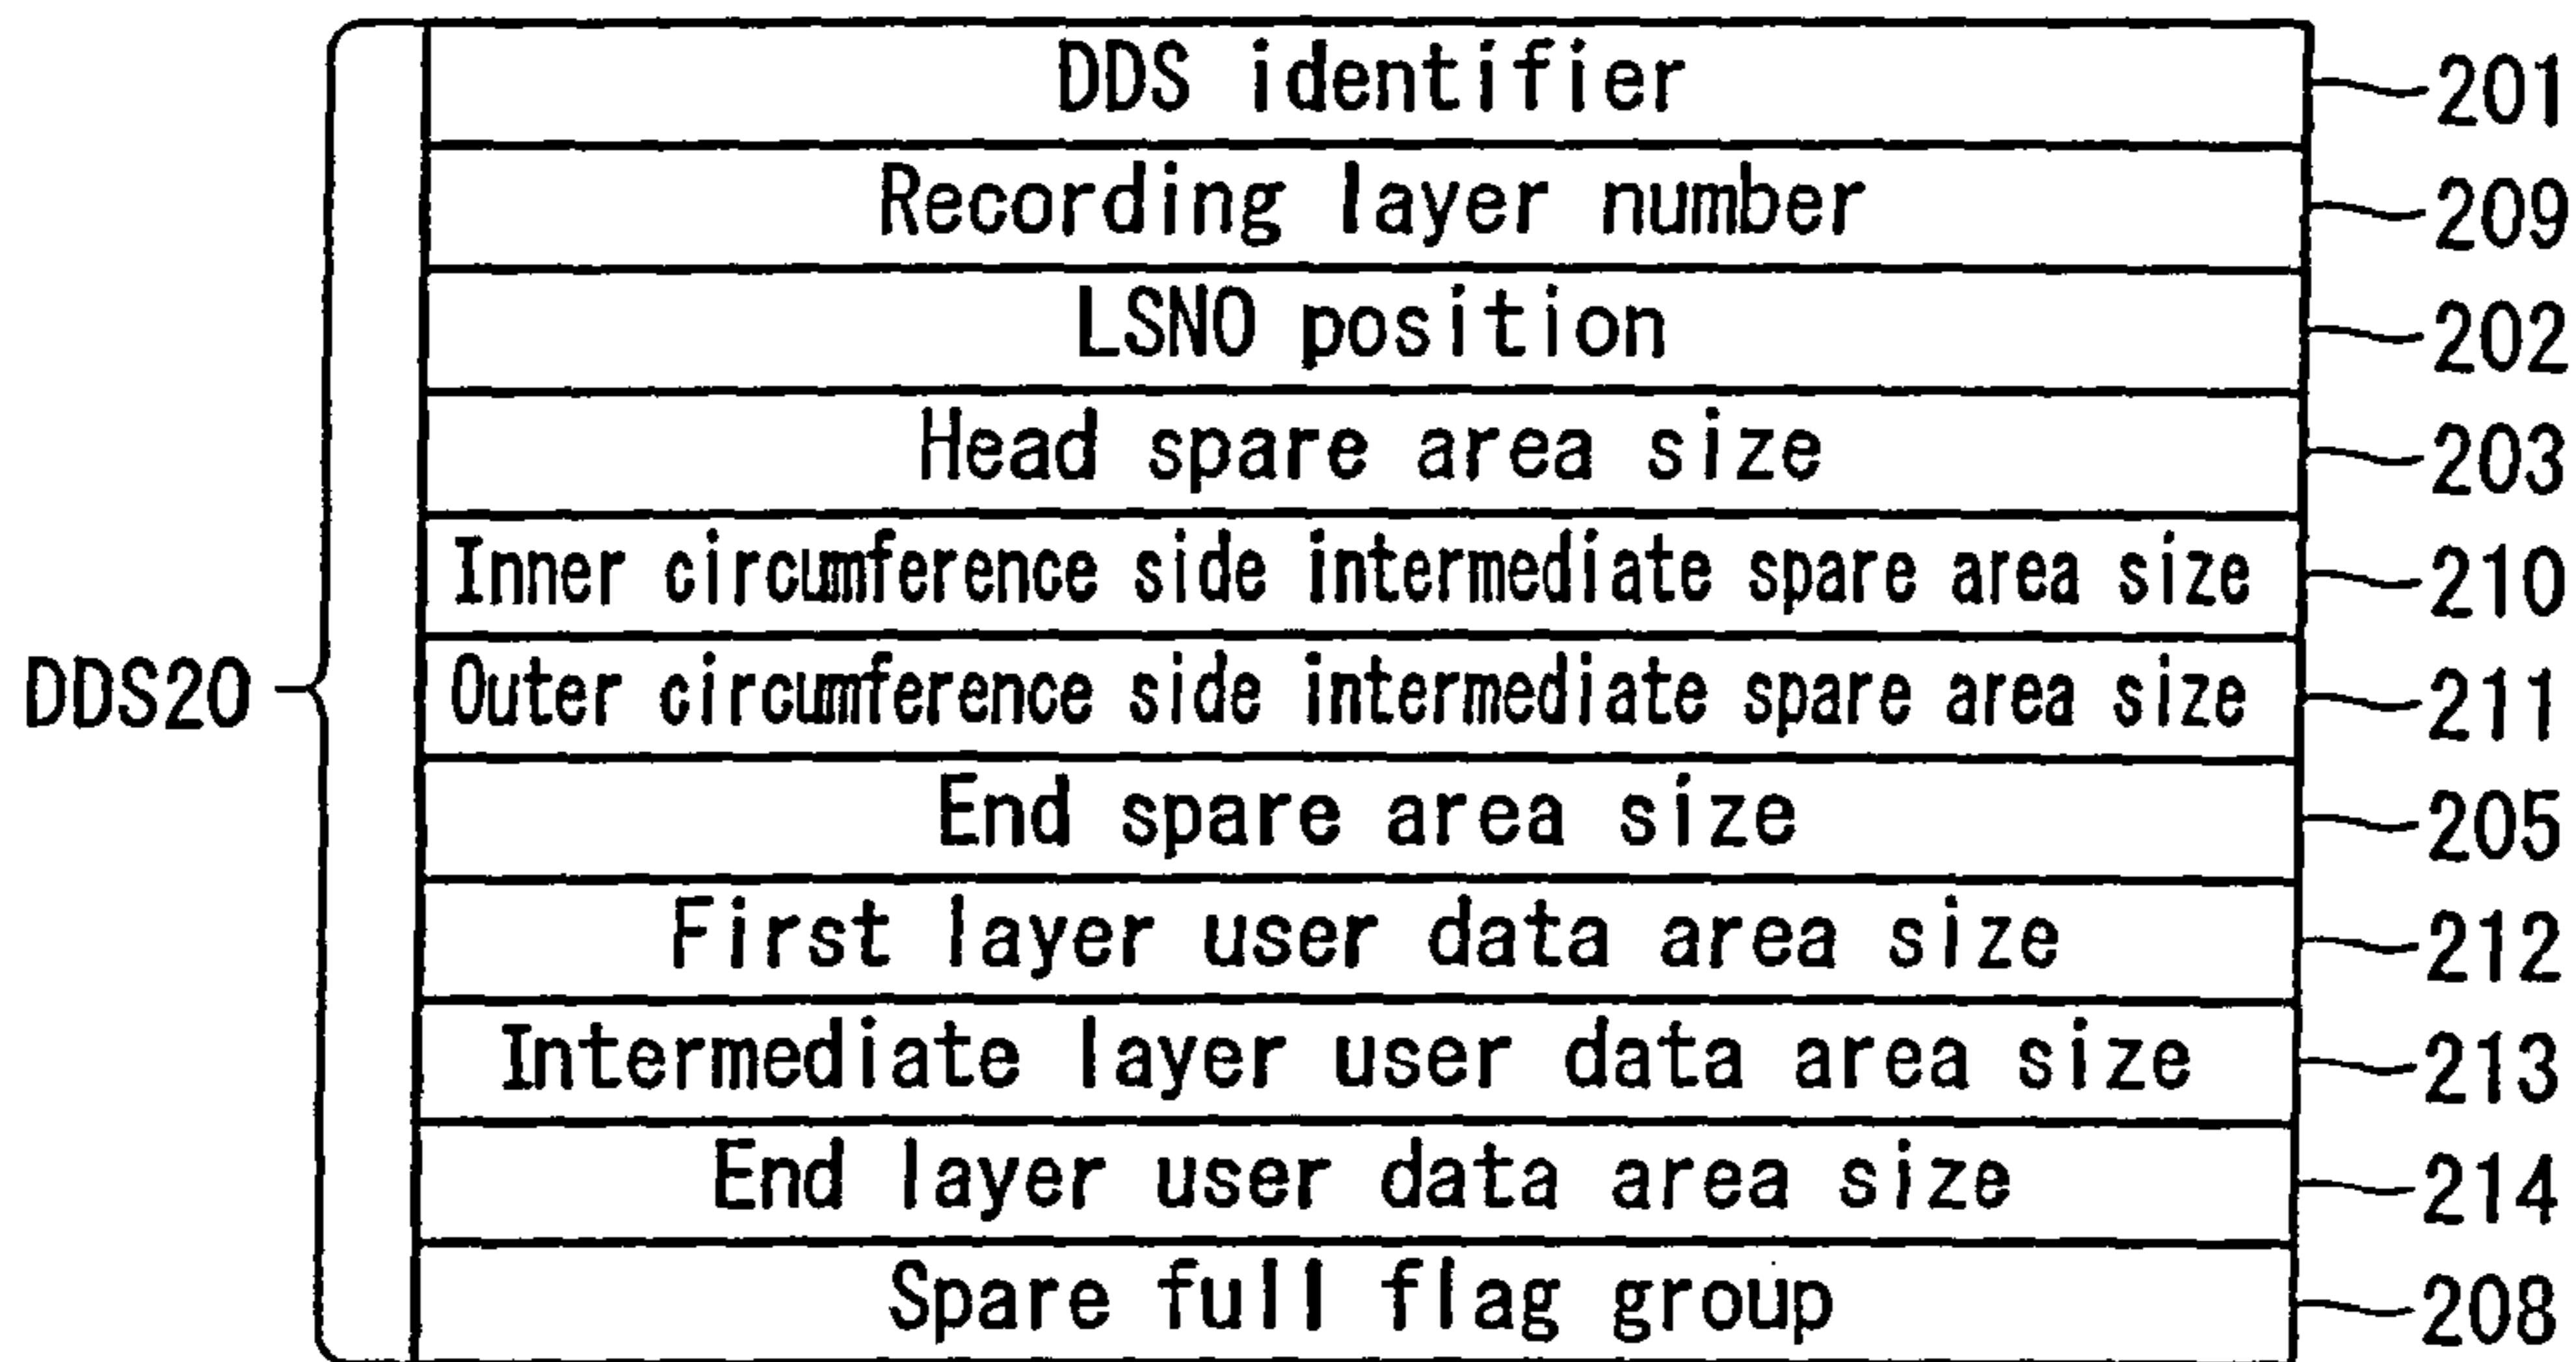 DDS identifier 201
Recording layer number 209
LSN0 position 202
Head spare area size 203
Inner circumference side intermediate spare area size 210
Outer circumference side intermediate spare area size 211
DDS20
End spare area size 205
First layer user data area size 212
Intermediate layer user data area size 213
End layer user data area size 214
Spare full flag group 208